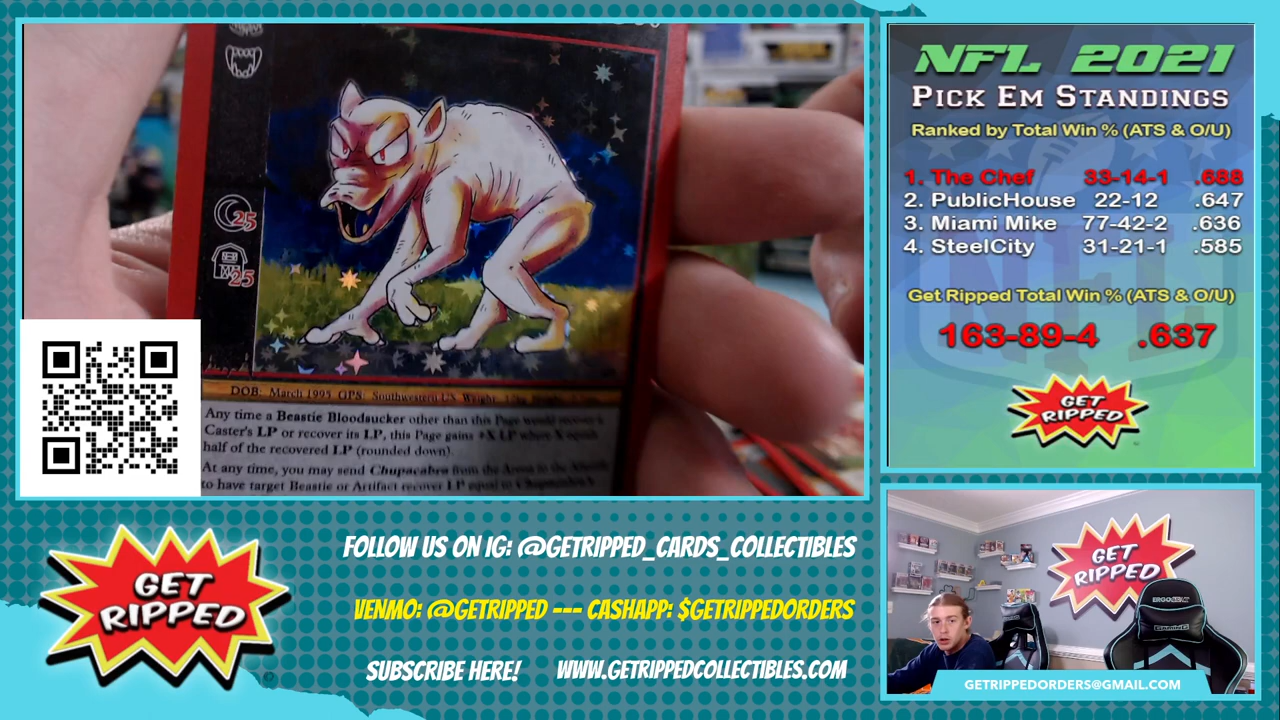 25
25
DOB: March 1995 GPS: Southwestern US Weight:
Any time a Beastie Bloodsucker other than this Page would recover
Caster's LP or recover its LP, this Page gains +X LP where X equals
half of the recovered LP (rounded down).
At any time, you may send Chupacabra from the Arena to the
to have target Beastie or Artifact recover LP equal to Chupacabra's
NFL 2021
PICK EM STANDINGS
Ranked by Total Win % (ATS & O/U)
1. The Chef 33-14-1 .688
2. PublicHouse 22-12 .647
3. Miami Mike 77-42-2 .636
4. SteelCity 31-21-1 .585
Get Ripped Total Win % (ATS & O/U)
163-89-4 .637
GET
RIPPED
GET
RIPPED
FOLLOW US ON IG: @GETRIPPED_CARDS_COLLECTIBLES
VENMO: @GETRIPPED --- CASHAPP: $GETRIPPEDORDERS
SUBSCRIBE HERE! WWW.GETRIPPEDCOLLECTIBLES.COM
GET
RIPPED
GETRIPPEDORDERS@GMAIL.COM